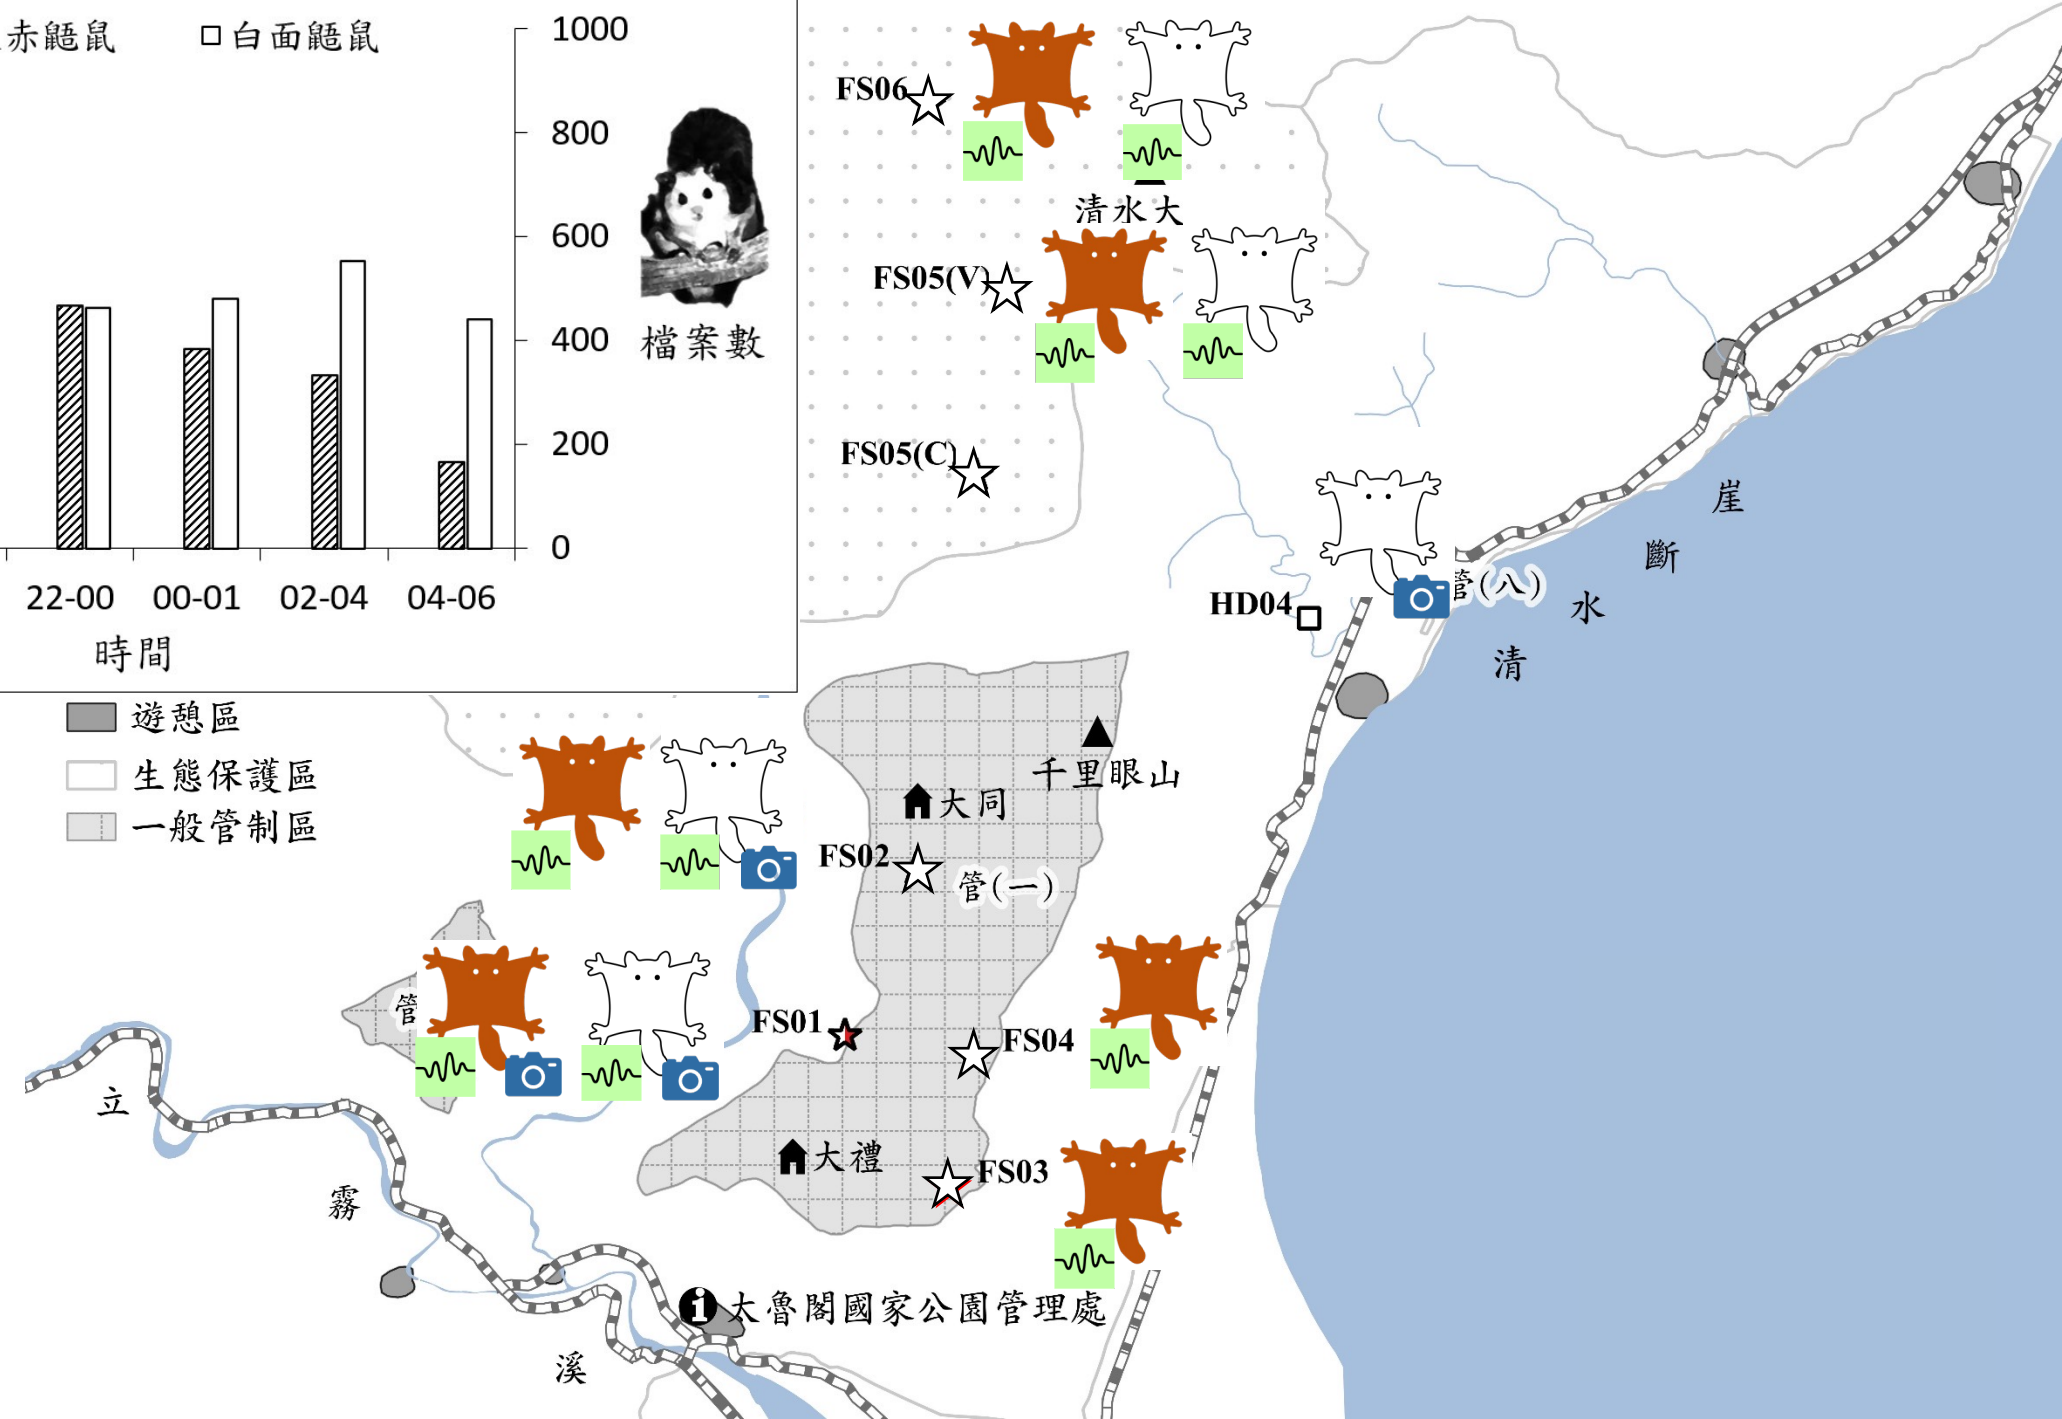 赤鼯鼠
白面鼯鼠
1000
800
600
400
200
0
檔案數
22-00
00-01
02-04
04-06
時間
遊憩區
生態保護區
一般管制區
FS06
清水大
FS05(V)
FS05(C)
HD04
管(八)
崖
斷
水
清
千里眼山
大同
FS02
管(一)
管
FS01
FS04
大禮
FS03
立
霧
溪
太魯閣國家公園管理處